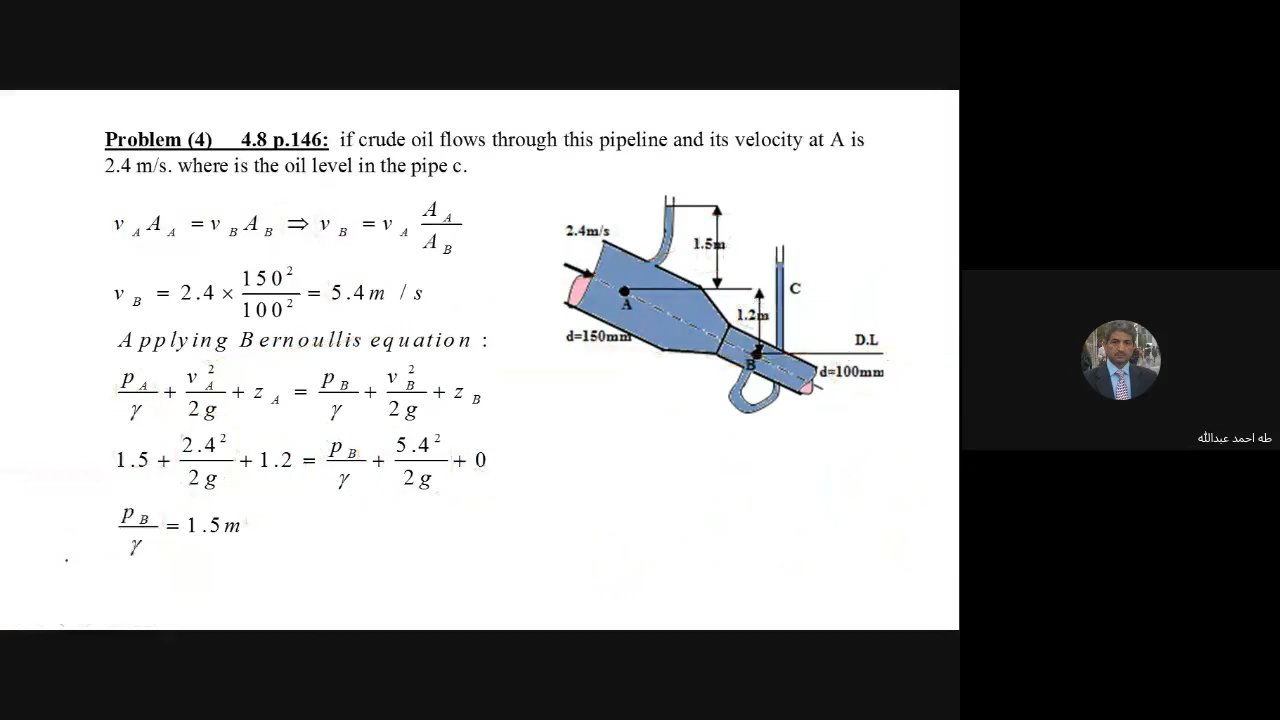 Problem (4) 4.8 p.146: if crude oil flows through this pipeline and its velocity at A is
2.4 m/s. where is the oil level in the pipe c.
v_A A_A = v_B A_B ⇒ v_B = v_A A_A / A_B
v_B = 2.4 × 150² / 100² = 5.4 m / s
Applying Bernoullis equation :
p_A / γ + v_A² / 2g + z_A = p_B / γ + v_B² / 2g + z_B
1.5 + 2.4² / 2g + 1.2 = p_B / γ + 5.4² / 2g + 0
p_B / γ = 1.5 m
2.4m/s
1.5m
C
A
1.2m
d=150mm
D.L
B
d=100mm
طه احمد عبدالله